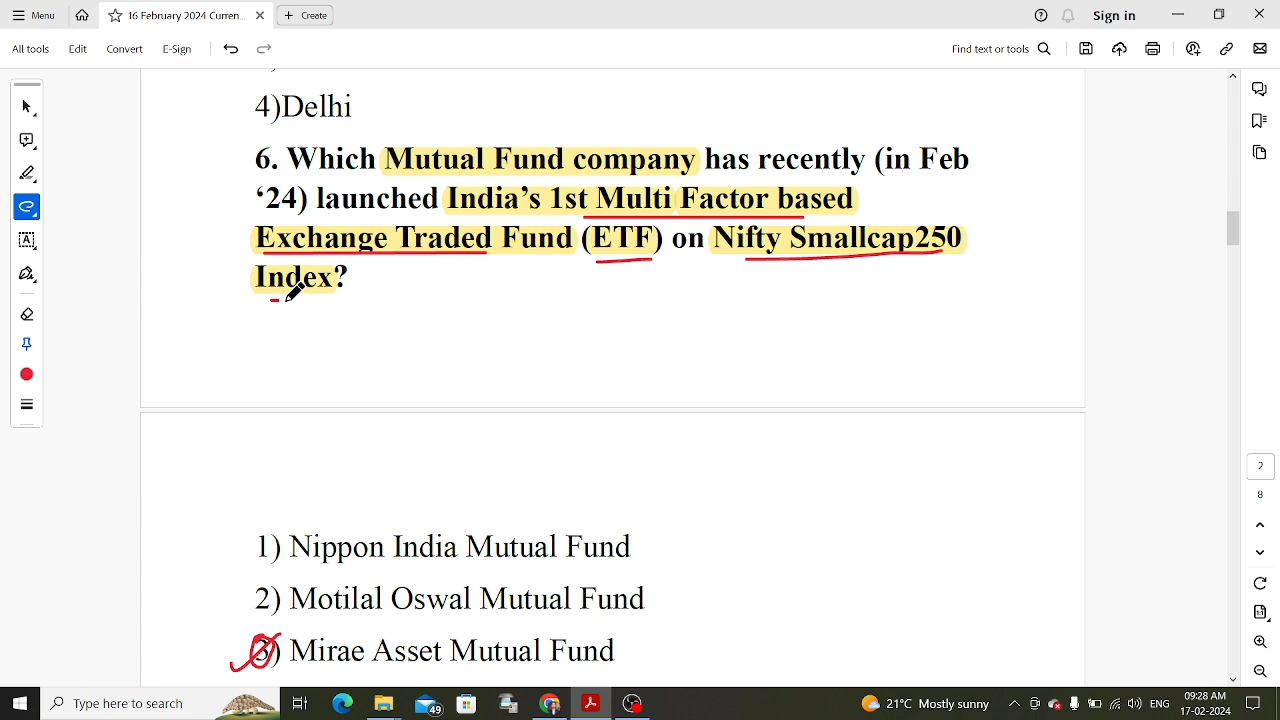 Menu
16 February 2024 Curren...
Create
Sign in
All tools
Edit
Convert
E-Sign
Find text or tools
4)Delhi
6. Which Mutual Fund company has recently (in Feb
‘24) launched India’s 1st Multi Factor based
Exchange Traded Fund (ETF) on Nifty Smallcap250
Index?
2
8
1) Nippon India Mutual Fund
2) Motilal Oswal Mutual Fund
3) Mirae Asset Mutual Fund
Type here to search
49
21°C Mostly sunny
ENG
09:28 AM
17-02-2024